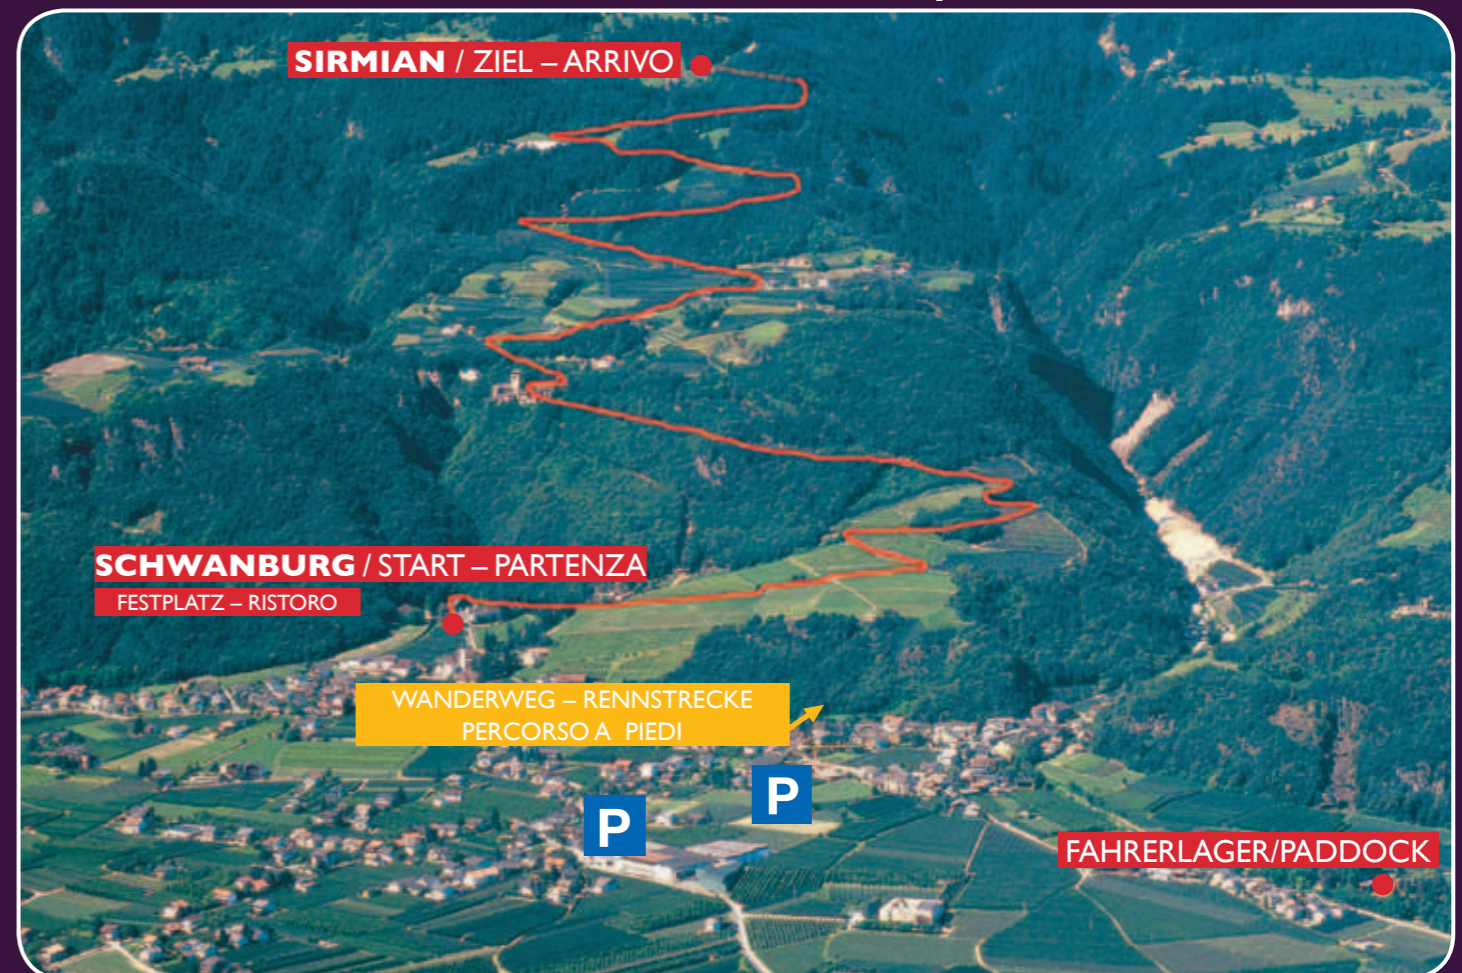 SIRMIAN / ZIEL – ARRIVO
SCHWANBURG / START – PARTENZA
FESTPLATZ – RISTORO
WANDERWEG – RENNSTRECKE
PERCORSO A PIEDI
P
P
FAHRERLAGER/PADDOCK